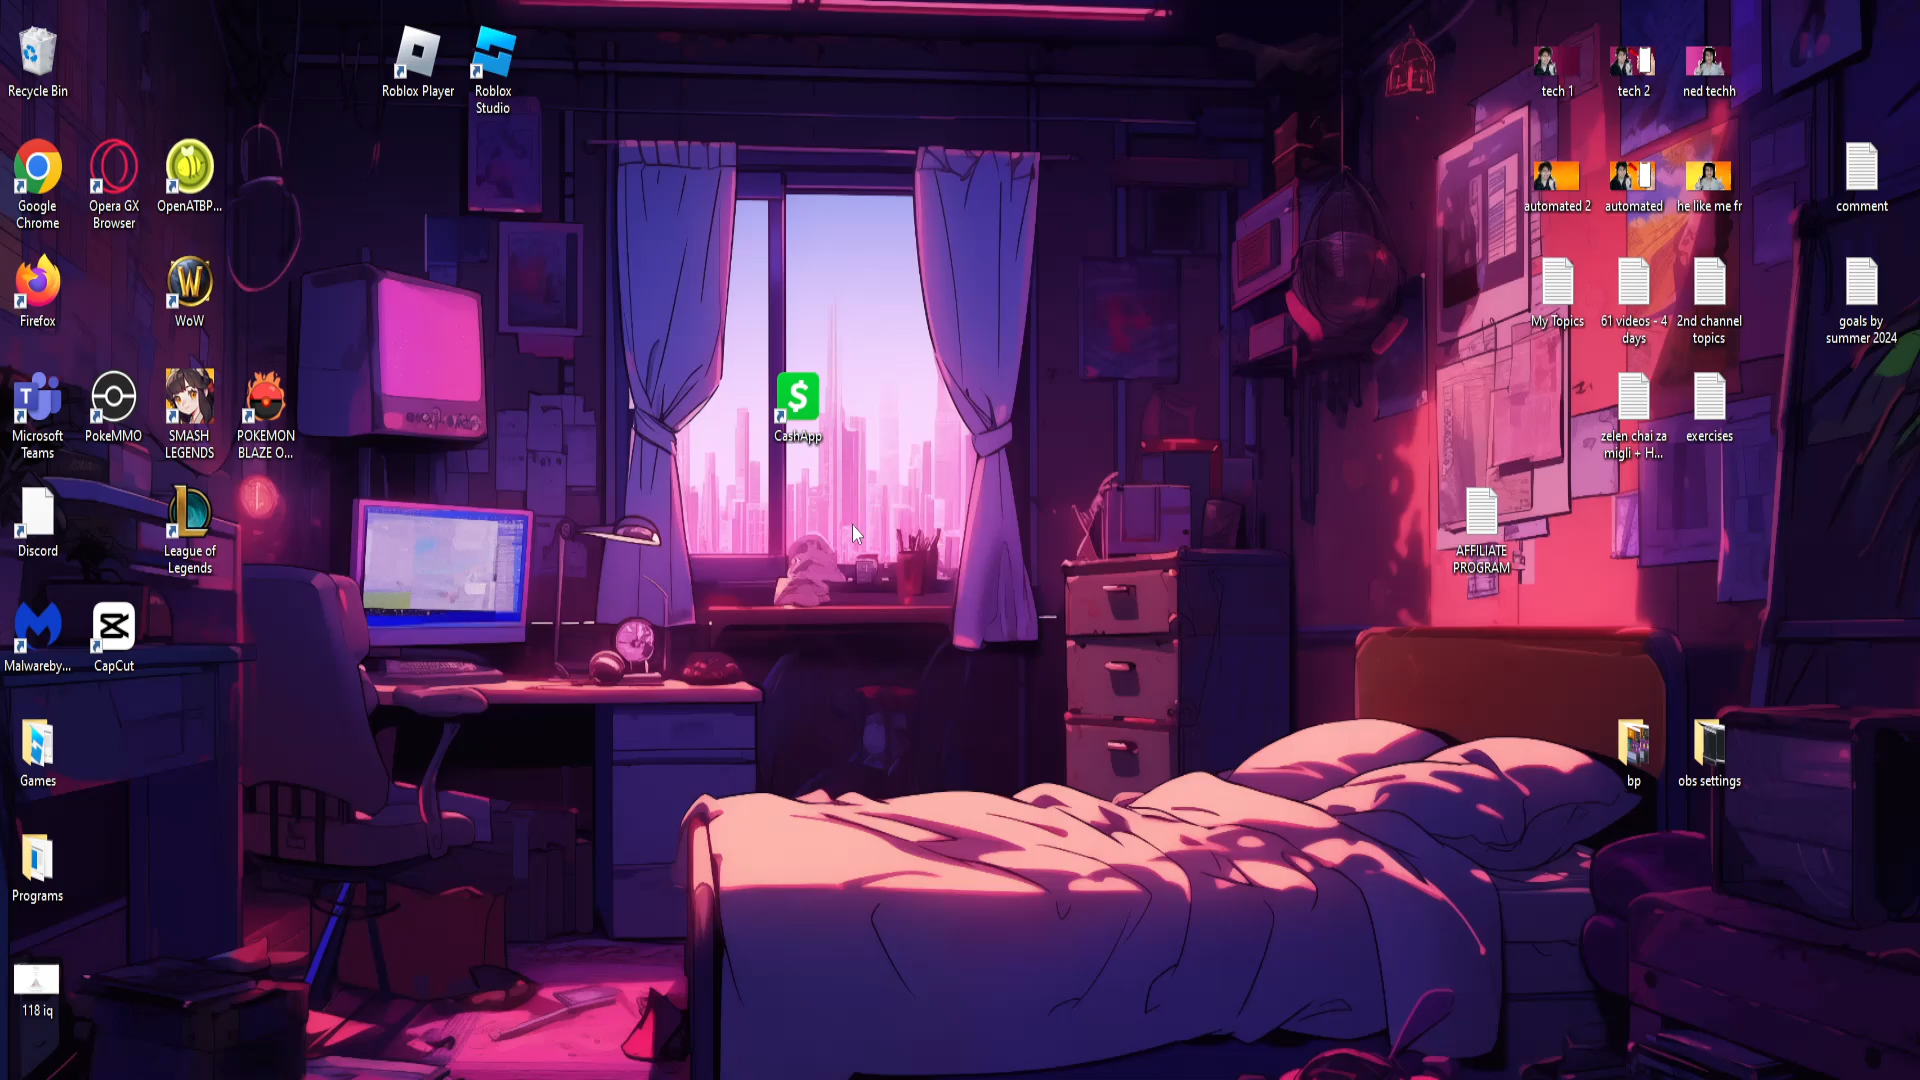 Recycle Bin
Roblox Player
Roblox
Studio
tech 1
tech 2
ned techh
Google
Chrome
Opera GX
Browser
OpenATBP...
automated 2
automated
he like me fr
comment
Firefox
WoW
My Topics
61 videos - 4
days
2nd channel
topics
goals by
summer 2024
Microsoft
Teams
PokeMMO
SMASH
LEGENDS
POKEMON
BLAZE O...
CashApp
zelen chai za
migli + H...
exercises
Discord
League of
Legends
AFFILIATE
PROGRAM
Malwareby...
CapCut
Games
bp
obs settings
Programs
118 iq